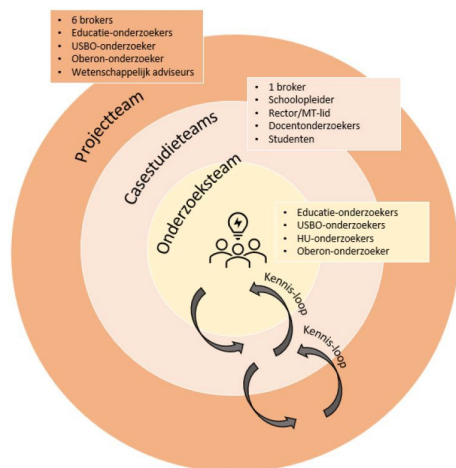 • 6 brokers
• Educatie-onderzoekers
• USBO-onderzoeker
• Oberon-onderzoeker
• Wetenschappelijk adviseurs
• 1 broker
• Schoolopleider
• Rector/MT-lid
• Docentonderzoekers
• Studenten
Projectteam
Casestudieteams
Onderzoeksteam
• Educatie-onderzoekers
• USBO-onderzoekers
• HU-onderzoekers
• Oberon-onderzoeker
Kennis-loop
Kennis-loop